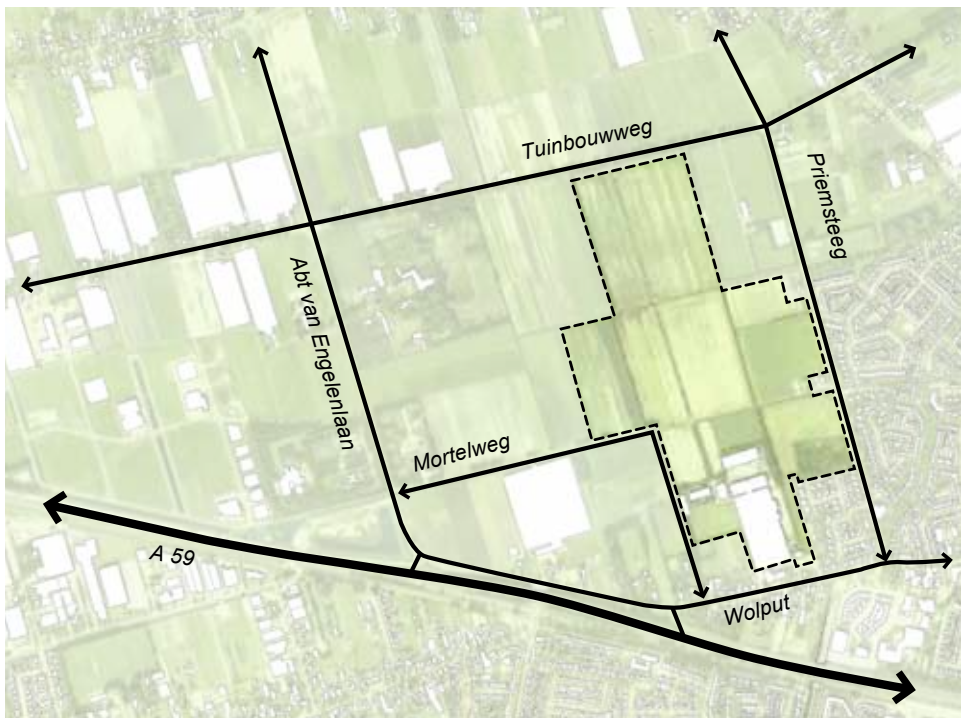 Tuinbouwweg
Priemsteeg
Abt van Engelenlaan
Mortelweg
A 59
Wolput